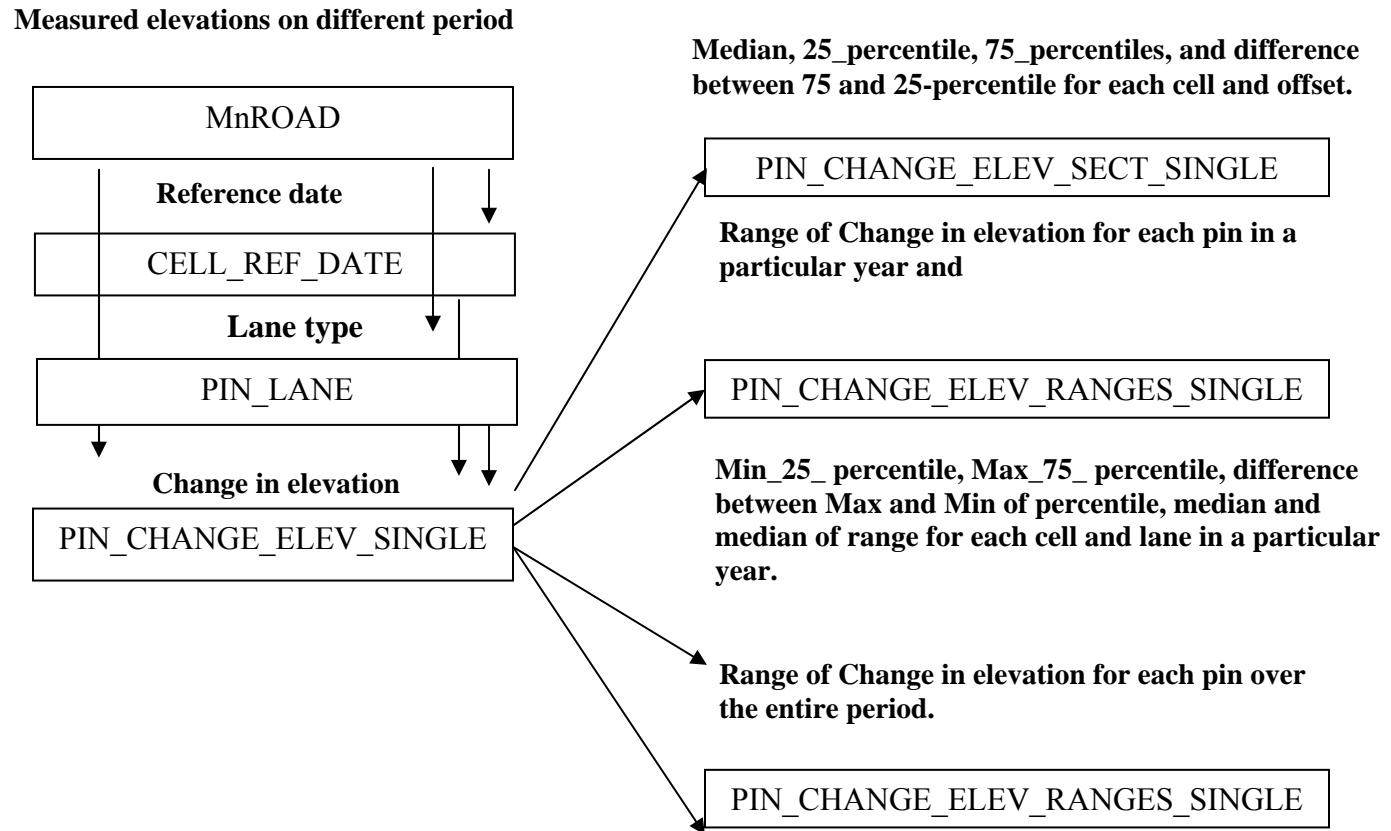 Measured elevations on different period
MnROAD
Reference date
CELL_REF_DATE
Lane type
PIN_LANE
Change in elevation
PIN_CHANGE_ELEV_SINGLE
Median, 25_percentile, 75_percentiles, and difference
between 75 and 25-percentile for each cell and offset.
PIN_CHANGE_ELEV_SECT_SINGLE
Range of Change in elevation for each pin in a
particular year and
PIN_CHANGE_ELEV_RANGES_SINGLE
Min_25_ percentile, Max_75_ percentile, difference
between Max and Min of percentile, median and
median of range for each cell and lane in a particular
year.
Range of Change in elevation for each pin over
the entire period.
PIN_CHANGE_ELEV_RANGES_SINGLE